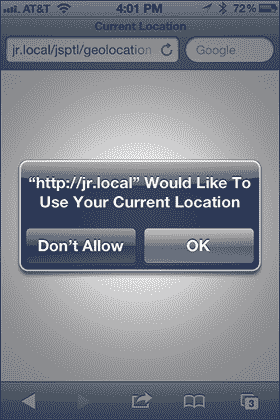 AT&T 4:01 PM 72%
Current Location
jr.local/jsptl/geolocation Google
"http://jr.local" Would Like To
Use Your Current Location
Don't Allow OK
3